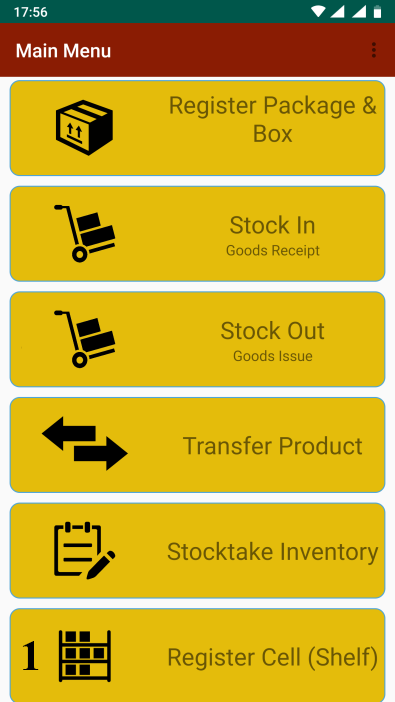 17:56
Main Menu
Register Package &
Box
Stock In
Goods Receipt
Stock Out
Goods Issue
Transfer Product
Stocktake Inventory
1
Register Cell (Shelf)